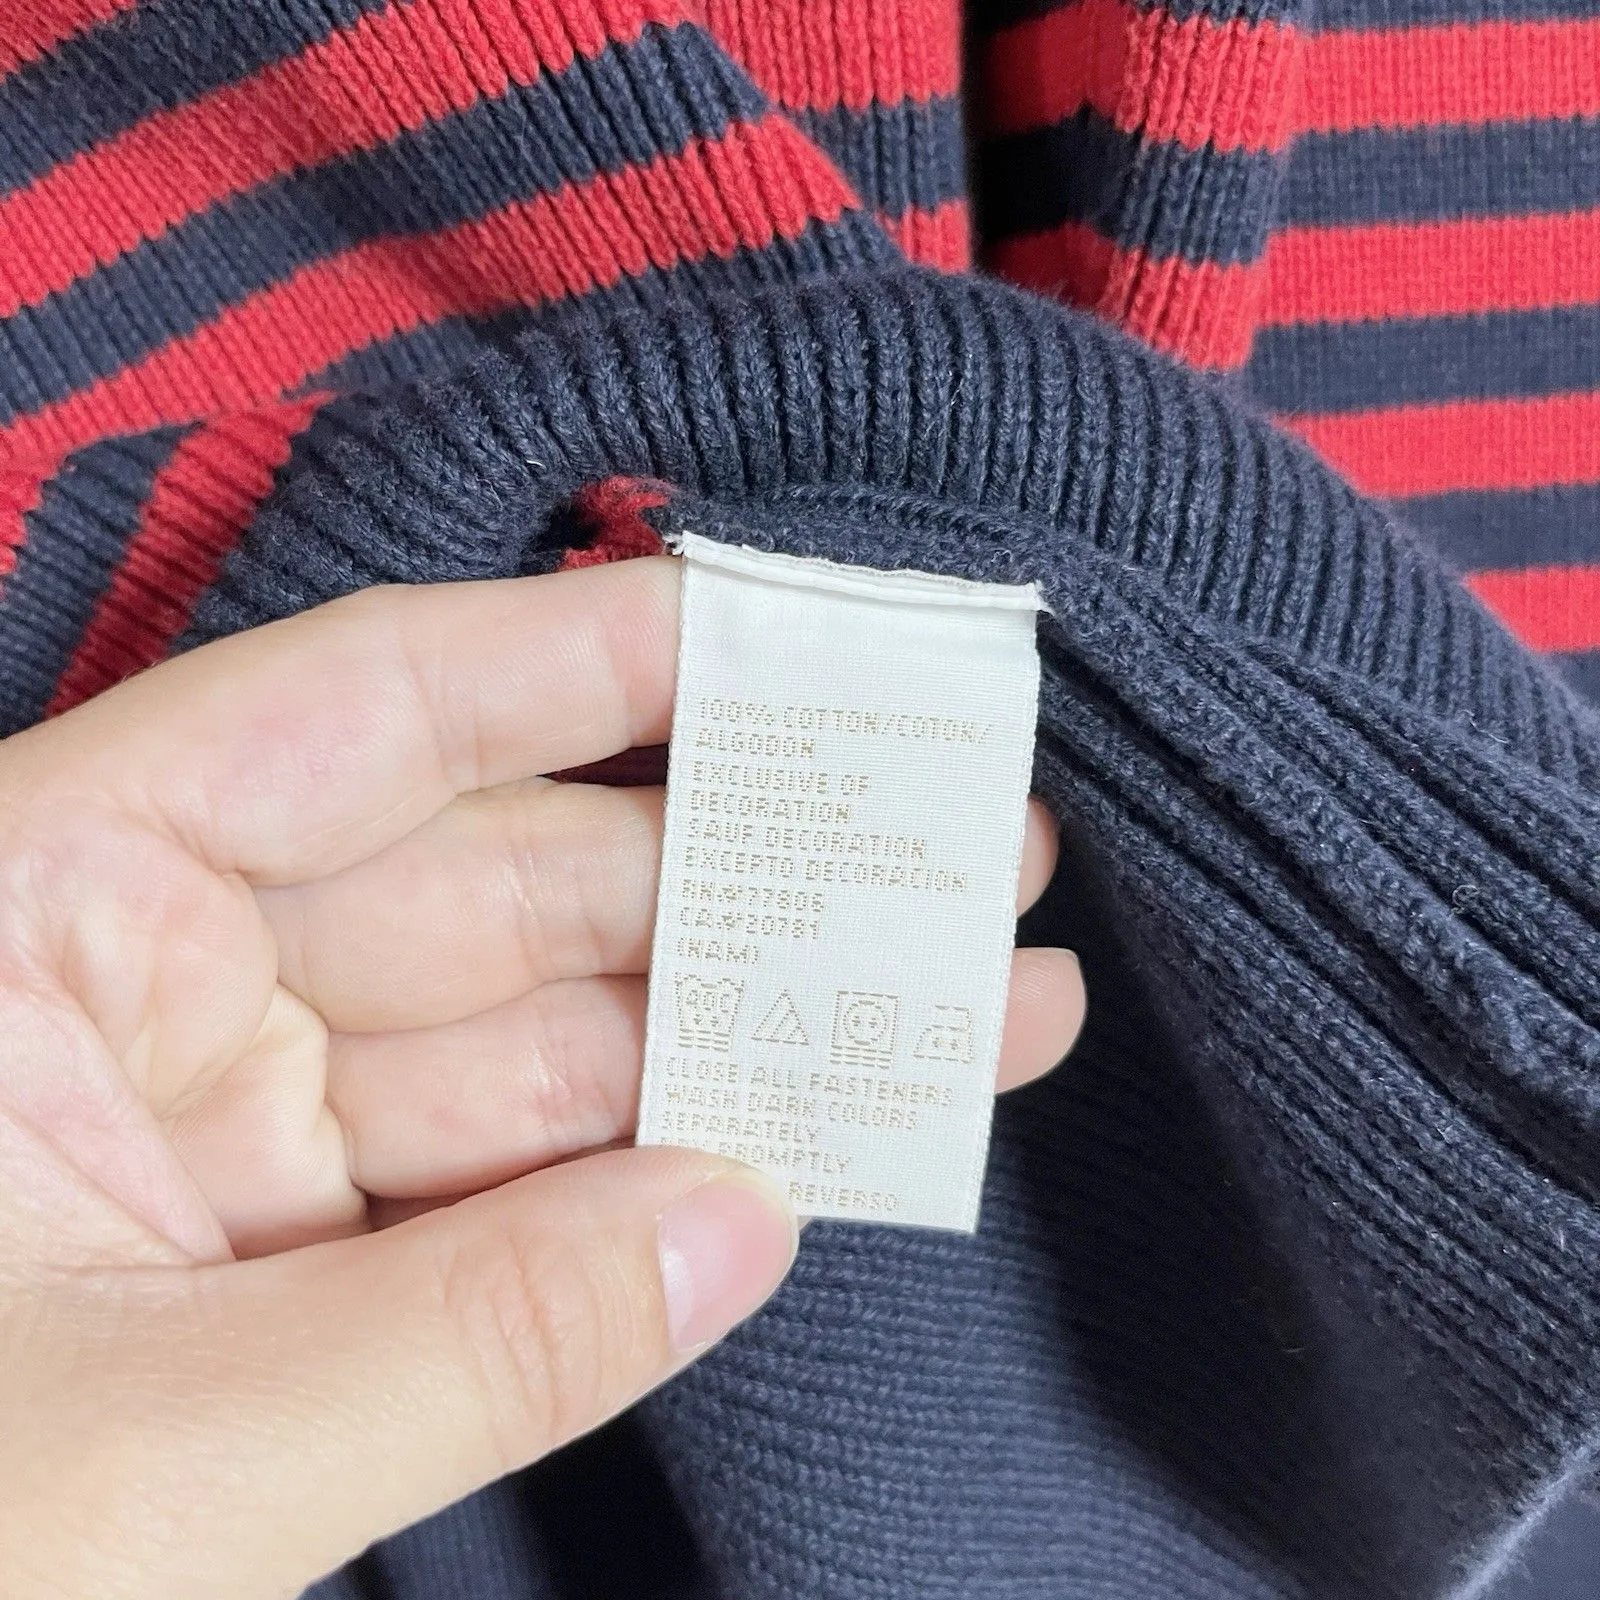 100% COTTON/COTON/
ALGODON
EXCLUSIVE OF
DECORATION
SAUF DECORATION
EXCEPTO DECORACION
RN#77806
CA#20781
(NAM)
40C
CLOSE ALL FASTENERS
WASH DARK COLORS
SEPARATELY
PROMPTLY
REVERSO